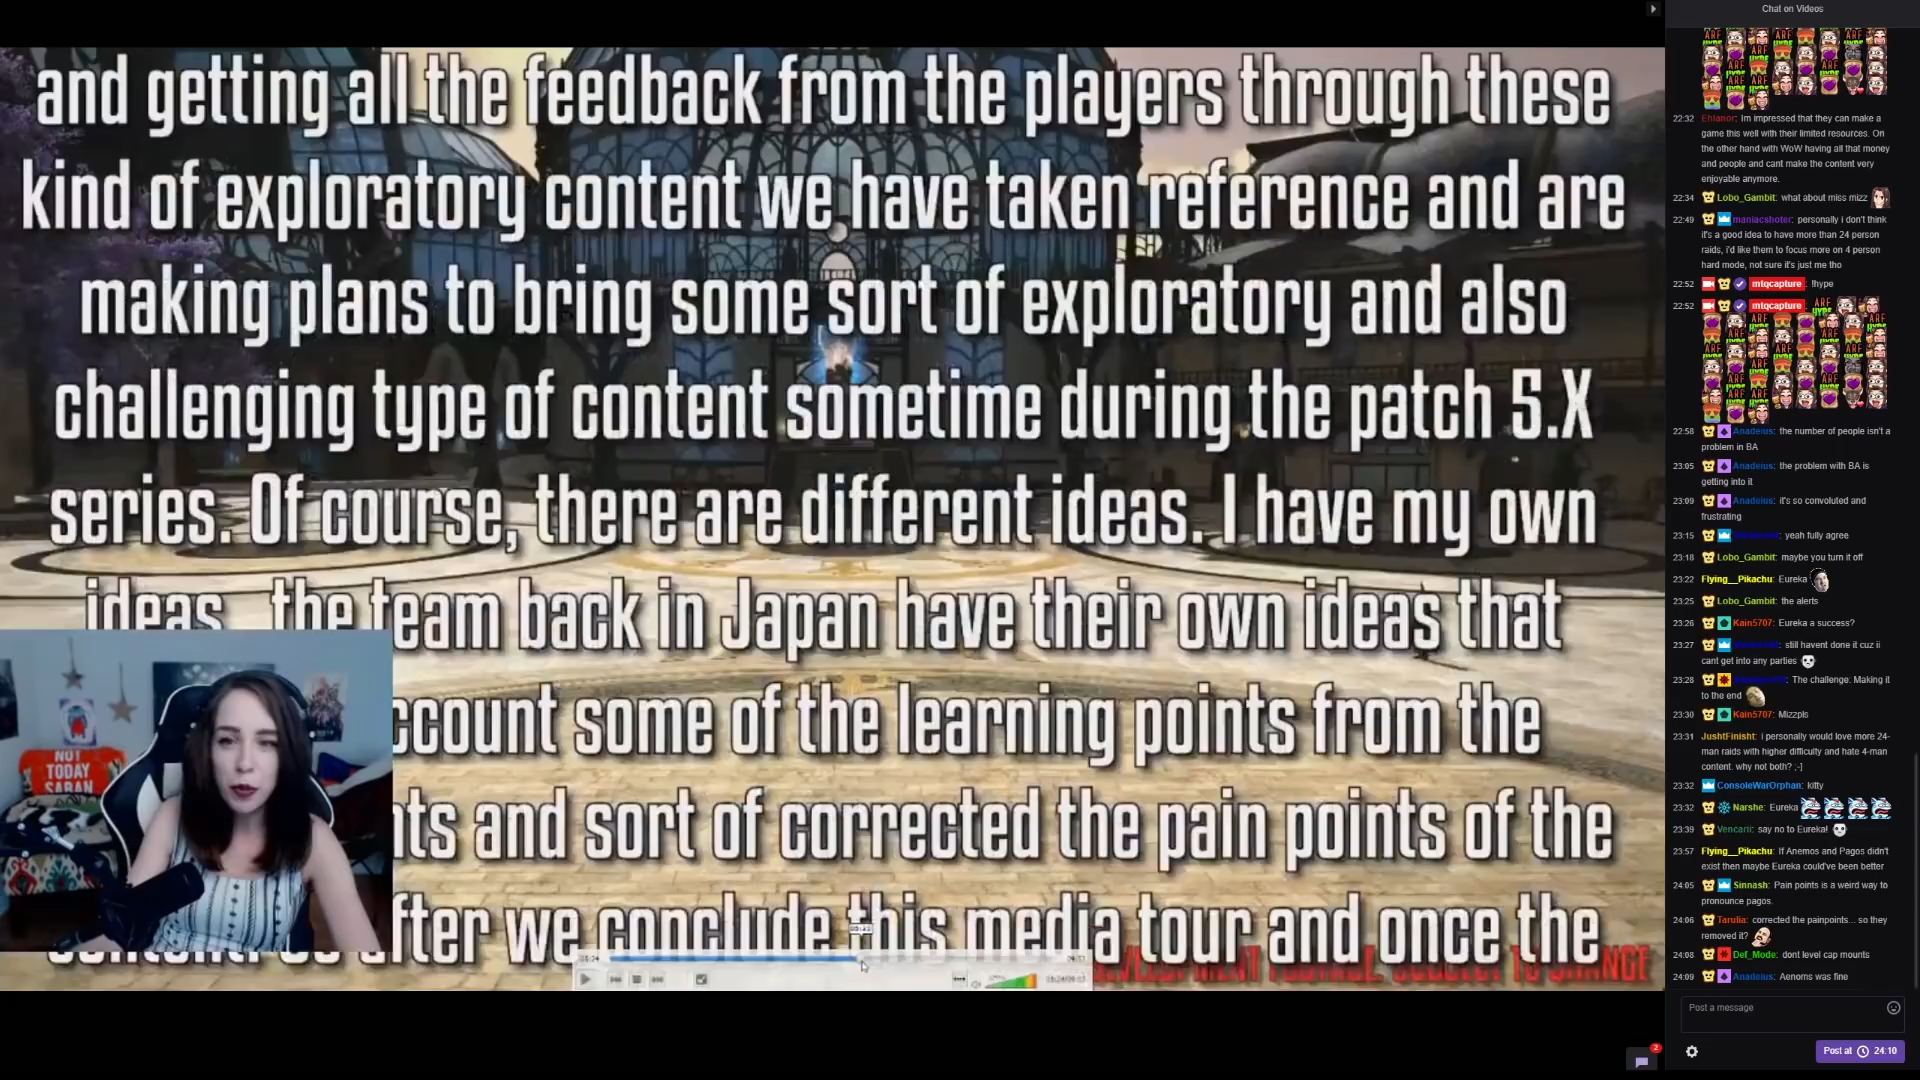 and getting all the feedback from the players through these
kind of exploratory content we have taken reference and are
making plans to bring some sort of exploratory and also
challenging type of content sometime during the patch 5.X
series. Of course, there are different ideas. I have my own
ideas the team back in Japan have their own ideas that
ccount some of the learning points from the
nts and sort of corrected the pain points of the
fter we conclude this media tour and once the
NOT
TODAY
SATAN
Chat on Videos
22:32 Ehlanor: Im impressed that they can make a
game this well with their limited resources. On
the other hand with WoW having all that money
and people and cant make the content very
enjoyable anymore.
22:34 Lobo_Gambit: what about miss mizz
22:49 maniacshoter: personally i don't think
it's a good idea to have more than 24 person
raids, i'd like them to focus more on 4 person
hard mode, not sure it's just me tho
22:52 mtqcapture: !hype
22:52 mtqcapture:
22:58 Anadeius: the number of people isn't a
problem in BA
23:05 Anadeius: the problem with BA is
getting into it
23:09 Anadeius: it's so convoluted and
frustrating
23:15 yeah fully agree
23:18 Lobo_Gambit: maybe you turn it off
23:22 Flying__Pikachu: Eureka
23:25 Lobo_Gambit: the alerts
23:26 Kain5707: Eureka a success?
23:27 still havent done it cuz ii
cant get into any parties
23:28 The challenge: Making it
to the end
23:30 Kain5707: Mizzpls
23:31 JushtFinisht: i personally would love more 24-
man raids with higher difficulty and hate 4-man
content. why not both? ;-]
23:32 ConsoleWarOrphan: kitty
23:32 Narshe: Eureka
23:39 Vencarii: say no to Eureka!
23:57 Flying__Pikachu: If Anemos and Pagos didn't
exist then maybe Eureka could've been better
24:05 Sinnash: Pain points is a weird way to
pronounce pagos.
24:06 Tarulia: corrected the painpoints... so they
removed it?
24:08 Def_Mode: dont level cap mounts
24:09 Anadeius: Aenoms was fine
Post a message
2
Post at 24:10